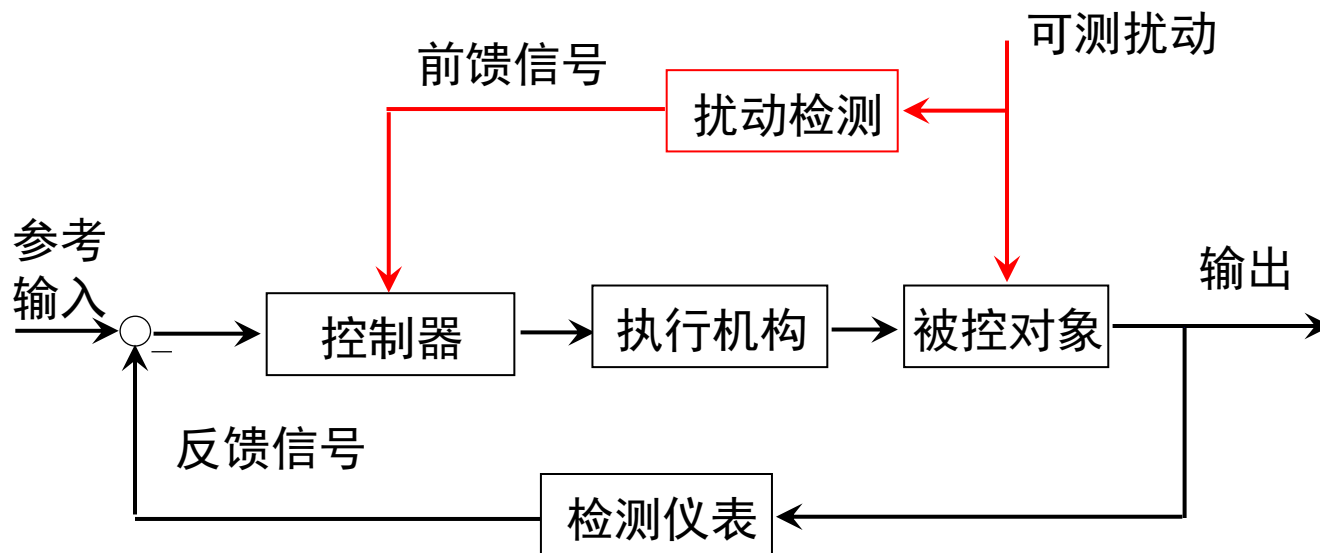 可测扰动
前馈信号
扰动检测
参考
输入
输出
控制器
执行机构
被控对象
−
反馈信号
检测仪表